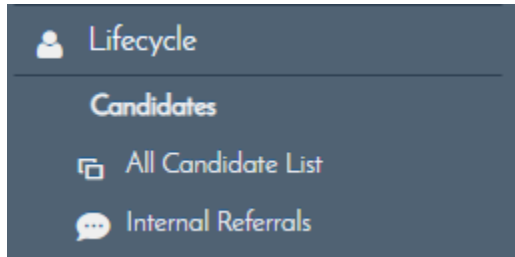 Lifecycle
Candidates
All Candidate List
Internal Referrals